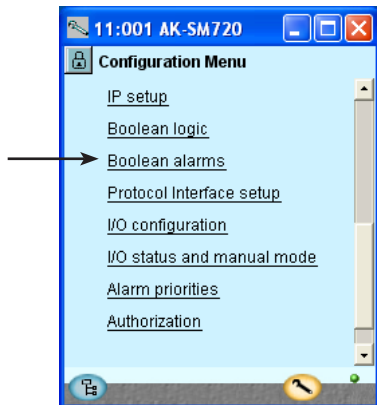 11:001 AK-SM720
Configuration Menu
IP setup
Boolean logic
Boolean alarms
Protocol Interface setup
I/O configuration
I/O status and manual mode
Alarm priorities
Authorization